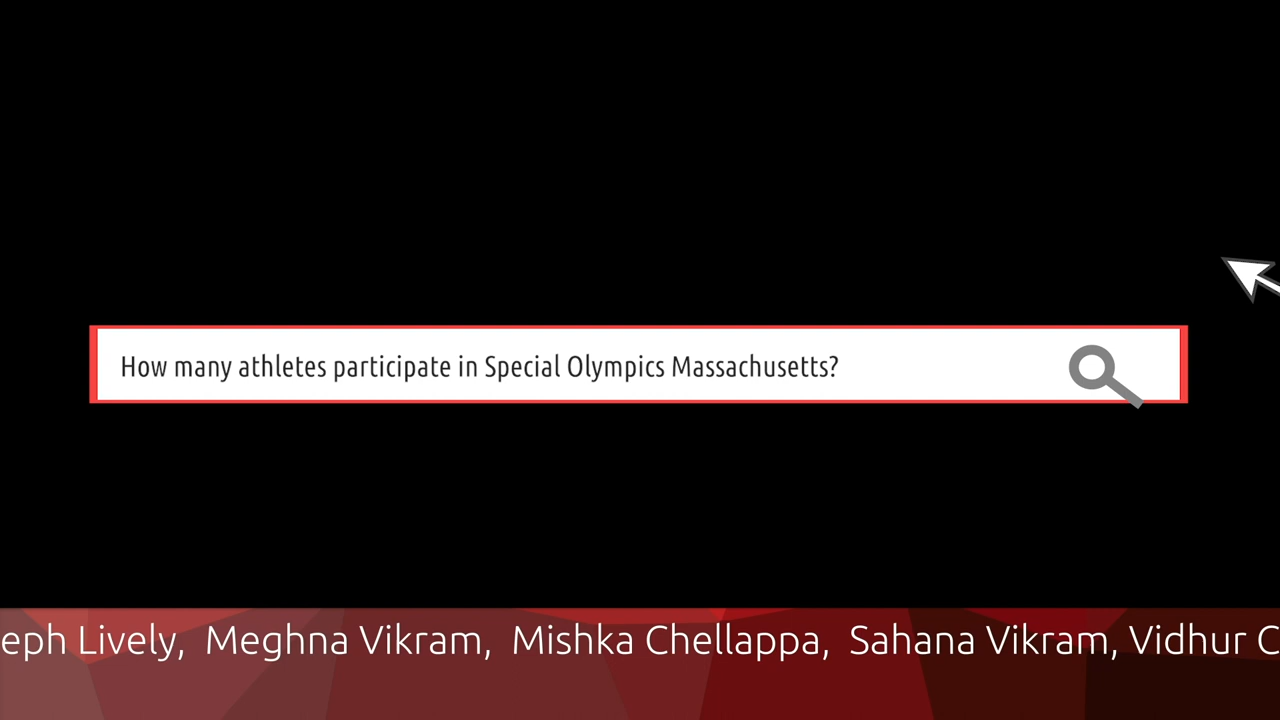 How many athletes participate in Special Olympics Massachusetts?
eph Lively, Meghna Vikram, Mishka Chellappa, Sahana Vikram, Vidhur C